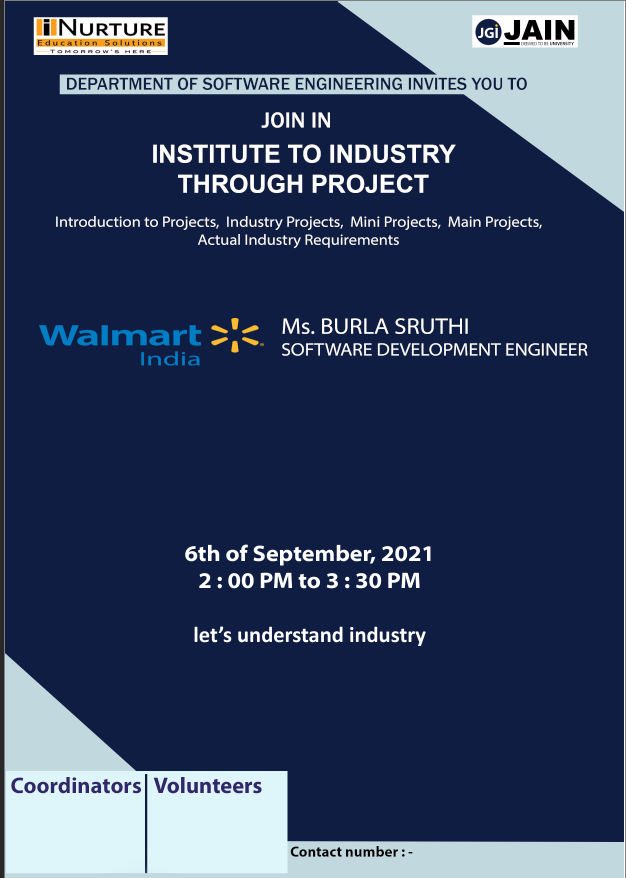 iNURTURE
Education Solutions
TOMORROW'S HERE
JGi JAIN
DEEMED-TO-BE UNIVERSITY
DEPARTMENT OF SOFTWARE ENGINEERING INVITES YOU TO
JOIN IN
INSTITUTE TO INDUSTRY
THROUGH PROJECT
Introduction to Projects, Industry Projects, Mini Projects, Main Projects,
Actual Industry Requirements
Walmart
India
Ms. BURLA SRUTHI
SOFTWARE DEVELOPMENT ENGINEER
6th of September, 2021
2 : 00 PM to 3 : 30 PM
let's understand industry
Coordinators
Volunteers
Contact number : -